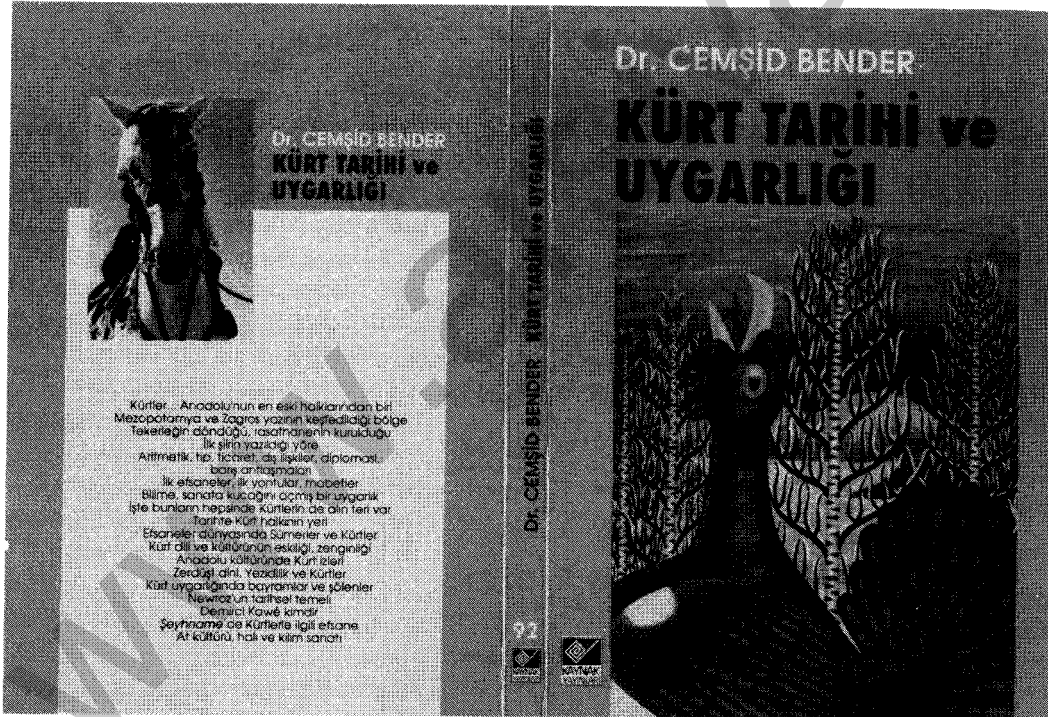 Dr. CEMŞİD BENDER
KÜRT TARİHİ ve
UYGARLIĞI
Kürtler... Anadolu'nun en eski halklarından biri
Mezopotamya ve Zagros yazının keşfedildiği bölge
Tekerleğin döndüğü, rasathanenin kurulduğu
İlk şiirin yazıldığı yöre
Aritmetik, tıp, ticaret, dış ilişkiler, diplomasi,
barış antlaşmaları
İlk efsaneler, ilk yontular, mabetler
Bilime, sanata kucağını açmış bir uygarlık
İşte bunların hepsinde Kürtlerin de alın teri var
Tarihte Kürt halkının yeri
Efsaneler dünyasında Sümerler ve Kürtler
Kürt dili ve kültürünün eskiliği, zenginliği
Anadolu kültüründe Kürt izleri
Zerdüşt dini, Yezidilik ve Kürtler
Kürt uygarlığında bayramlar ve şölenler
Newroz'un tarihsel temeli
Demirci Kawê kimdir
Şeyhname'de Kürtlerle ilgili efsane
At kültürü, halı ve kilim sanatı
Dr. CEMŞİD BENDER KÜRT TARİHİ ve UYGARLIĞI
92
KAYNAK
Dr. CEMŞİD BENDER
KÜRT TARİHİ ve
UYGARLIĞI
KAYNAK
YAYINLARI